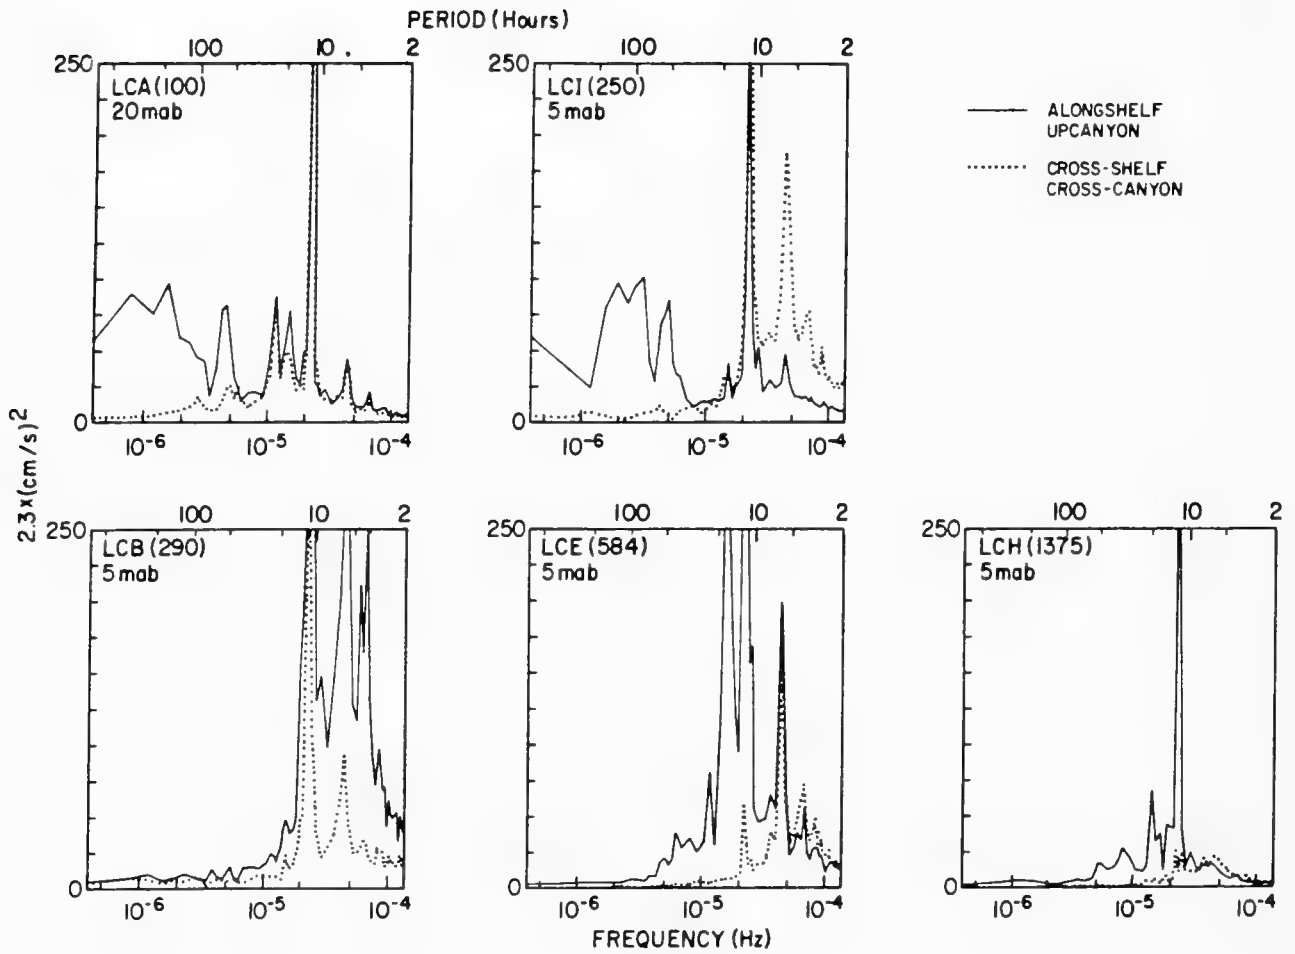 PERIOD (Hours)
100 10 2
100 10 2
250
LCA (100)
20 mab
0
10-6 10-5 10-4
250
LCI (250)
5 mab
0
10-6 10-5 10-4
ALONGSHELF
UPCANYON
CROSS-SHELF
CROSS-CANYON
2.3 x (cm/s)2
100 10 2
100 10 2
100 10 2
250
LCB (290)
5 mab
0
10-6 10-5 10-4
250
LCE (584)
5 mab
0
10-6 10-5 10-4
250
LCH (1375)
5 mab
0
10-6 10-5 10-4
FREQUENCY (Hz)